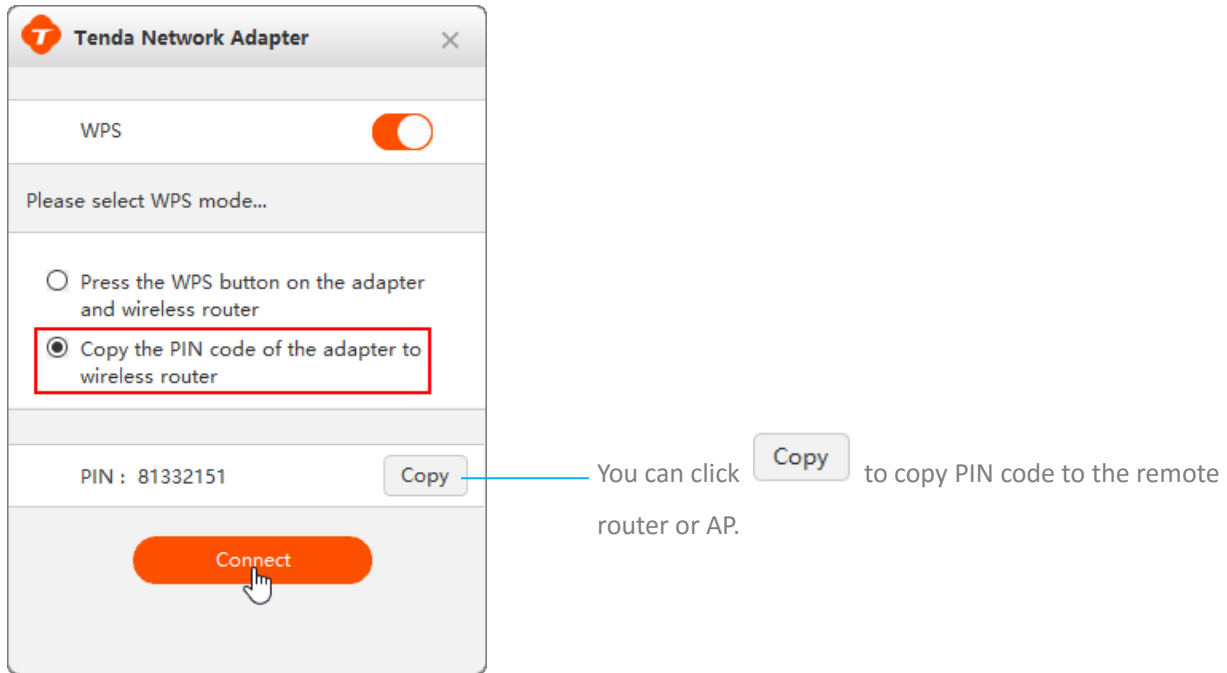 Tenda Network Adapter
WPS
Please select WPS mode...
Press the WPS button on the adapter
and wireless router
Copy the PIN code of the adapter to
wireless router
PIN : 81332151
Copy
You can click Copy to copy PIN code to the remote
router or AP.
Connect